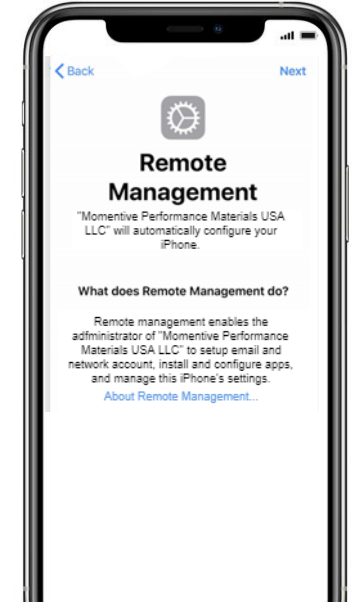 Back Next
Remote
Management
"Momentive Performance Materials USA
LLC" will automatically configure your
iPhone.
What does Remote Management do?
Remote management enables the
adfministrator of "Momentive Performance
Materials USA LLC" to setup email and
network account, install and configure apps,
and manage this iPhone's settings.
About Remote Management...